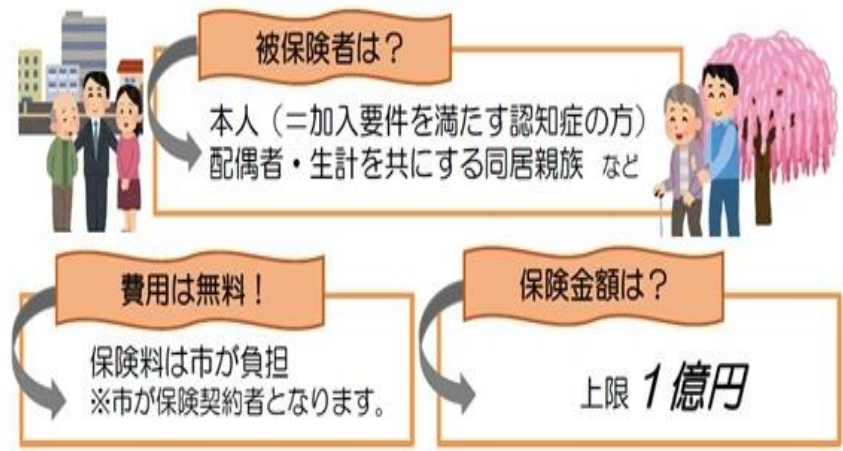 被保険者は？
本人（＝加入要件を満たす認知症の方）
配偶者・生計を共にする同居親族 など
費用は無料！
保険料は市が負担
※市が保険契約者となります。
保険金額は？
上限 1億円